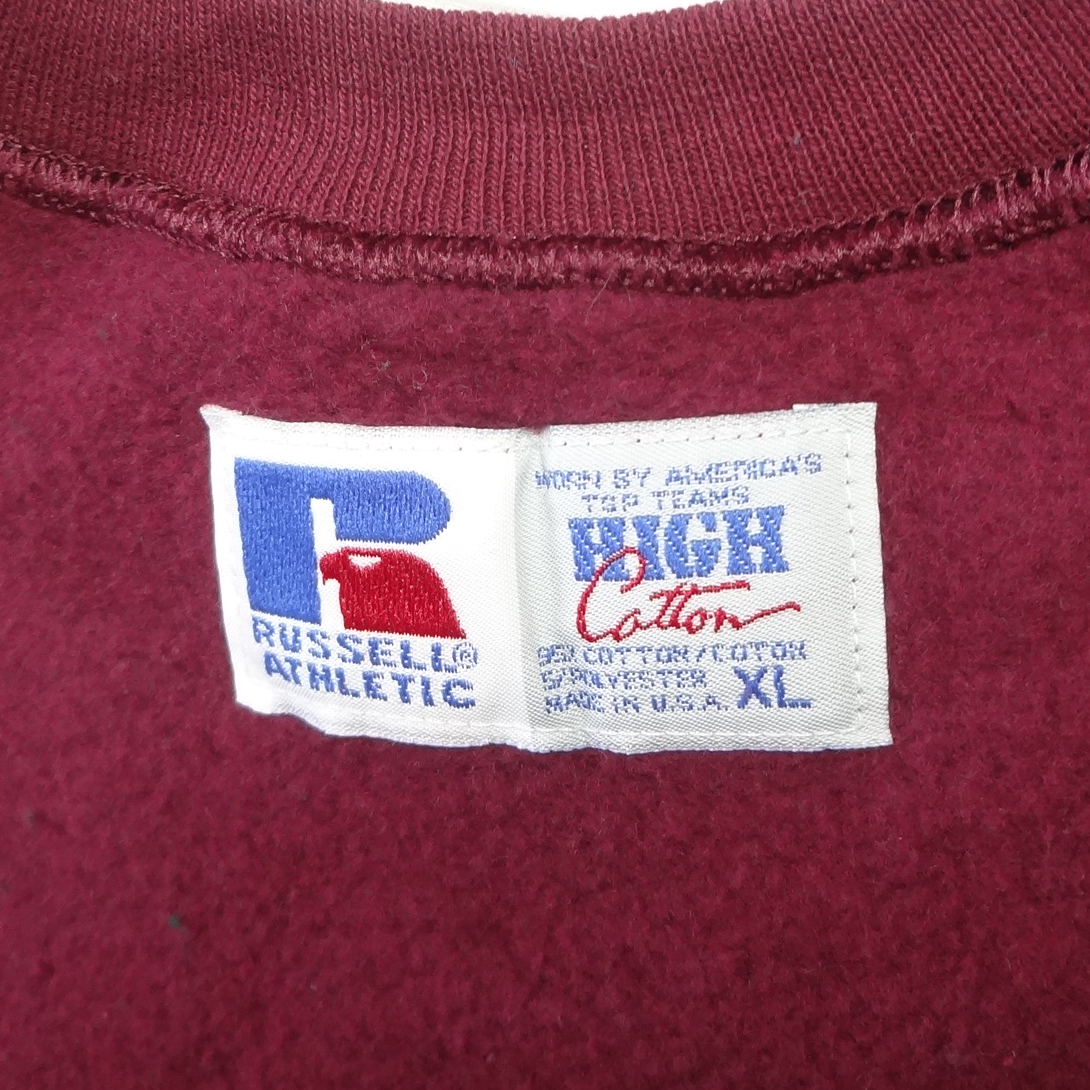 R
RUSSELL®
ATHLETIC
WORN BY AMERICA'S
TOP TEAMS
HIGH
Cotton
95% COTTON/COTON
5% POLYESTER
MADE IN U.S.A. XL